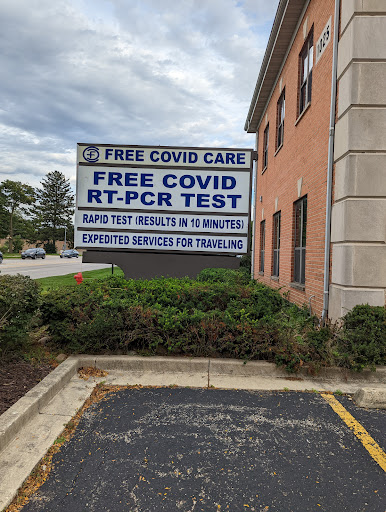 FREE COVID CARE
FREE COVID
RT-PCR TEST
RAPID TEST (RESULTS IN 10 MINUTES)
EXPEDITED SERVICES FOR TRAVELING